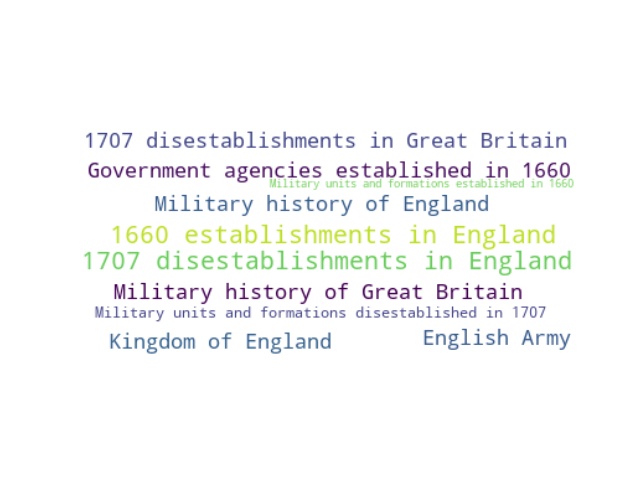 1707 disestablishments in Great Britain
Government agencies established in 1660
Military units and formations established in 1660
Military history of England
1660 establishments in England
1707 disestablishments in England
Military history of Great Britain
Military units and formations disestablished in 1707
Kingdom of England
English Army